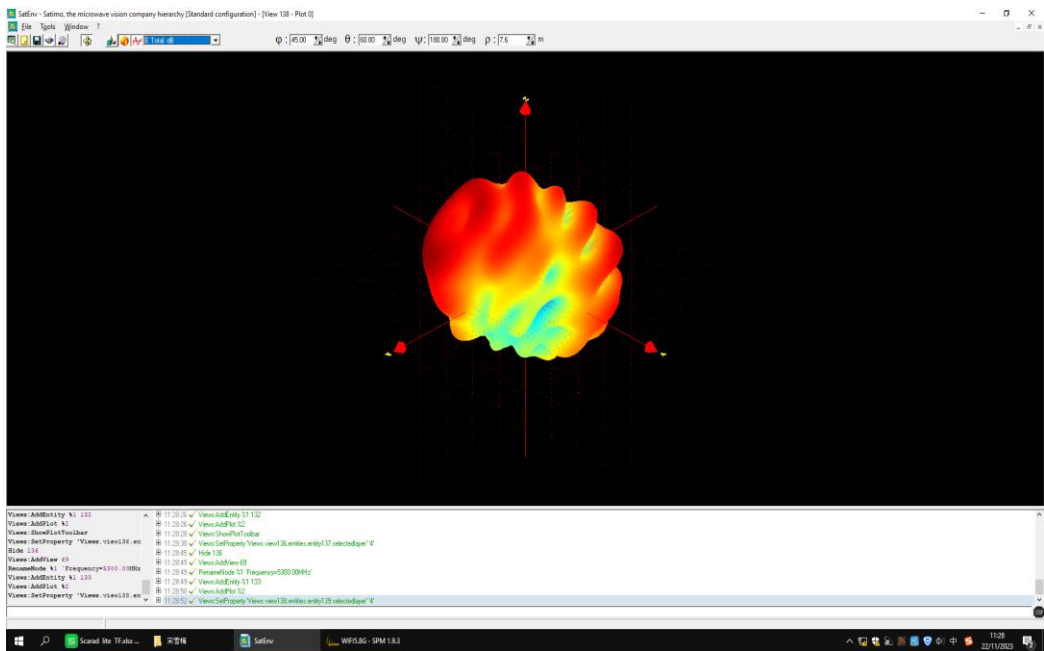 SatEnv - Satimo, the microwave vision company hierarchy [Standard configuration] - [View 138 - Plot 0]
File Tools Window ?
E Total dB φ : 45.00 deg θ : 60.00 deg ψ : 180.00 deg ρ : 7.6 m
Views:AddEntity %1 132
Views:AddPlot %2
Views:ShowPlotToolbar
Views:SetProperty 'Views.view136.en
Hide 136
Views:AddView 69
RenameNode %1 'Frequency=5300.00MHz
Views:AddEntity %1 133
Views:AddPlot %2
Views:SetProperty 'Views.view138.en
11:28:26 Views:AddEntity %1 132
11:28:26 Views:AddPlot %2
11:28:28 Views:ShowPlotToolbar
11:28:38 Views:SetProperty 'Views.view136.entities.entity137.selectedlayer' '4'
11:28:45 Hide 136
11:28:49 Views:AddView 69
11:28:49 RenameNode %1 'Frequency=5300.00MHz'
11:28:49 Views:AddEntity %1 133
11:28:50 Views:AddPlot %2
11:28:52 Views:SetProperty 'Views.view138.entities.entity139.selectedlayer' '4'
Scarad lite TF.xlsx ... SatEnv WIFI5.8G - SPM 1.9.3 中 11:28
22/11/2023